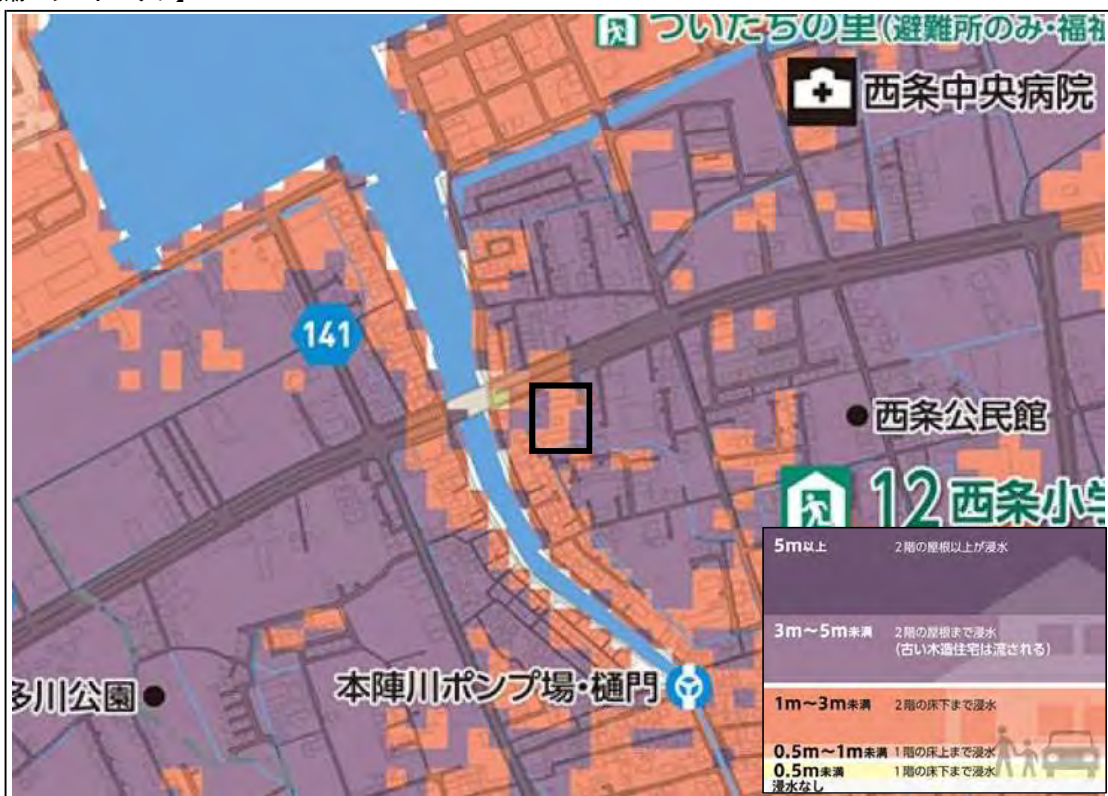 ついたちの里(避難所のみ・福祉
西条中央病院
141
西条公民館
12西条小学
5m以上 2階の屋根以上が浸水
3m～5m未満 2階の屋根まで浸水
(古い木造住宅は流される)
1m～3m未満 2階の床下まで浸水
0.5m～1m未満 1階の床上まで浸水
0.5m未満 1階の床下まで浸水
浸水なし
本陣川ポンプ場・樋門
多川公園